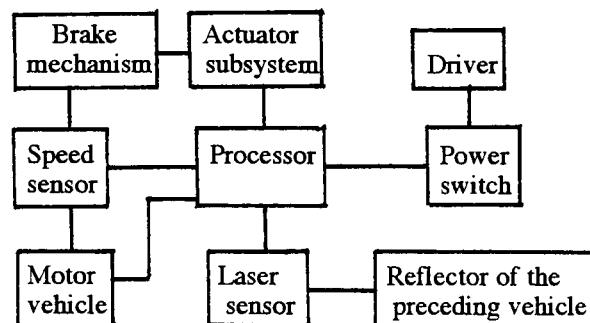 Brake
mechanism
Actuator
subsystem
Driver
Speed
sensor
Processor
Power
switch
Motor
vehicle
Laser
sensor
Reflector of the
preceding vehicle